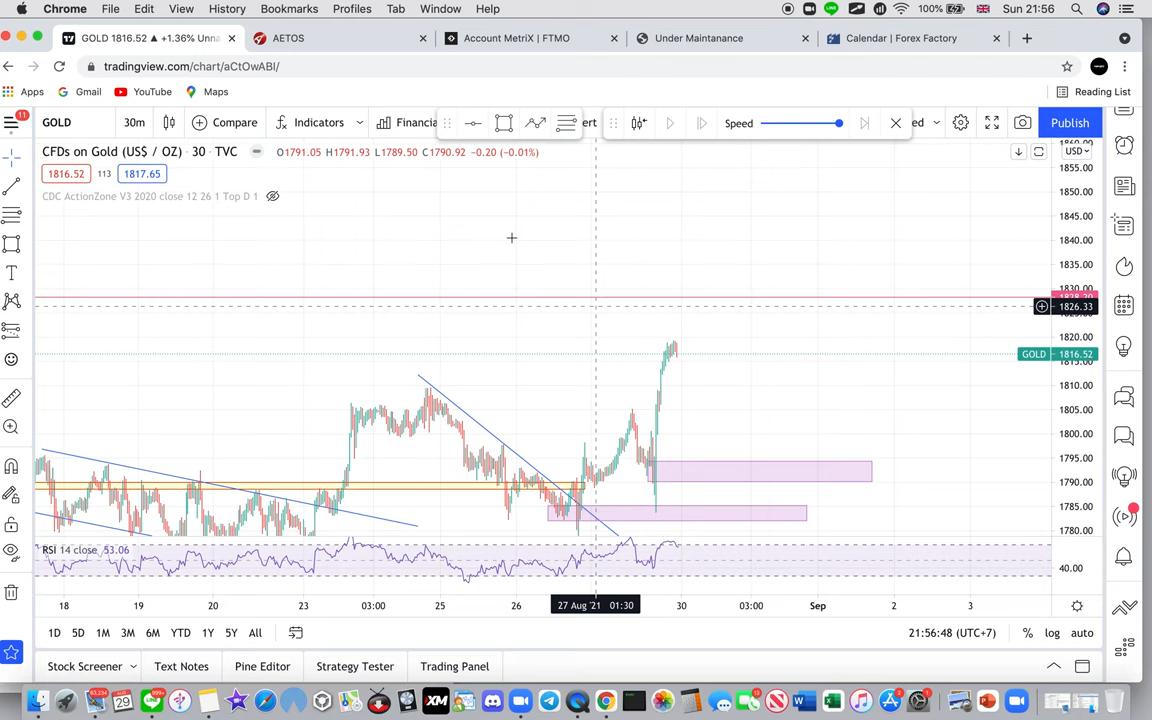 Chrome File Edit View History Bookmarks Profiles Tab Window Help 100% Sun 21:56
GOLD 1816.52 ▲ +1.36% Unna
AETOS
Account MetriX | FTMO
Under Maintanance
Calendar | Forex Factory
tradingview.com/chart/aCtOwABI/
Apps Gmail YouTube Maps Reading List
11
GOLD 30m Compare Indicators Financia ert Speed ed Publish
CFDs on Gold (US$ / OZ) · 30 · TVC O1791.05 H1791.93 L1789.50 C1790.92 −0.20 (−0.01%)
USD
1816.52 113 1817.65
CDC ActionZone V3 2020 close 12 26 1 Top D 1
1855.00
1850.00
1845.00
1840.00
1835.00
1830.00
1828.20
1826.33
1820.00
GOLD 1816.52
1810.00
1805.00
1800.00
1795.00
1790.00
1785.00
1780.00
RSI 14 close 53.06
40.00
18 19 20 23 03:00 25 26 27 Aug '21 01:30 30 03:00 Sep 2 3
1D 5D 1M 3M 6M YTD 1Y 5Y All 21:56:48 (UTC+7) % log auto
Stock Screener Text Notes Pine Editor Strategy Tester Trading Panel